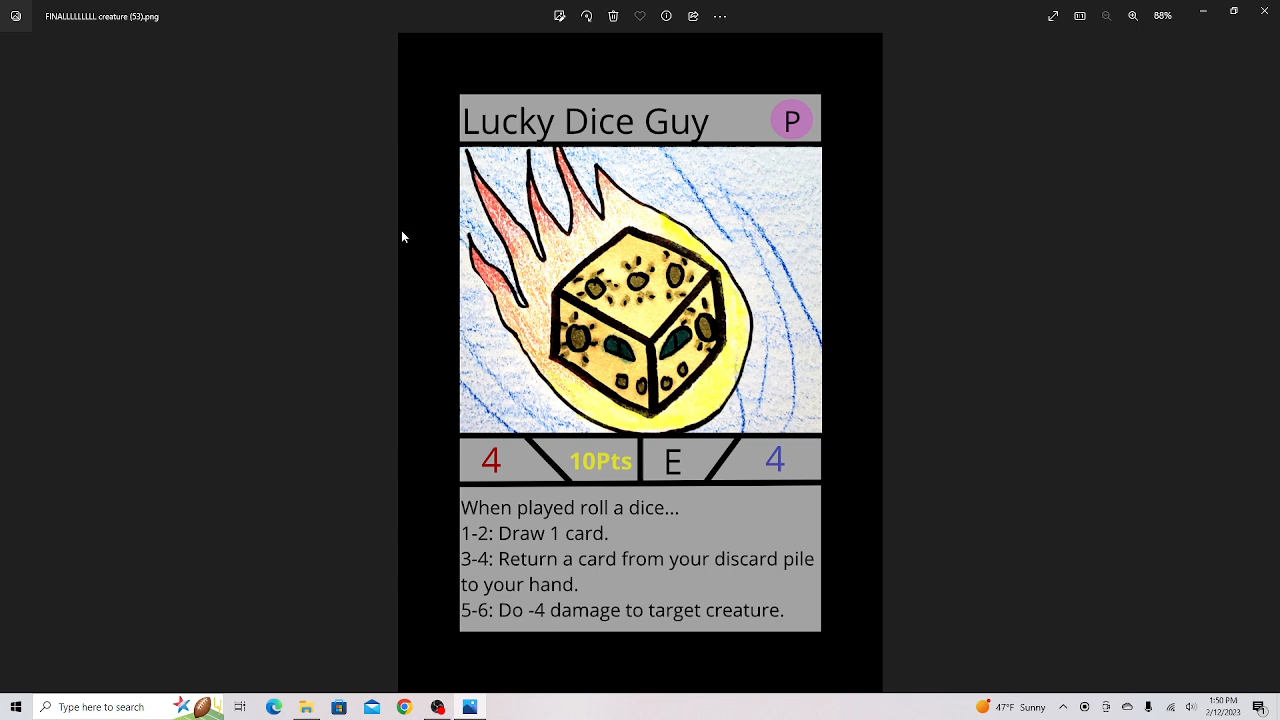 FINALLLLLLLLL creature (53).png
88%
Lucky Dice Guy P
4 10Pts E 4
When played roll a dice...
1-2: Draw 1 card.
3-4: Return a card from your discard pile
to your hand.
5-6: Do -4 damage to target creature.
Type here to search
47°F Sunny
1:50 PM
2/12/2023